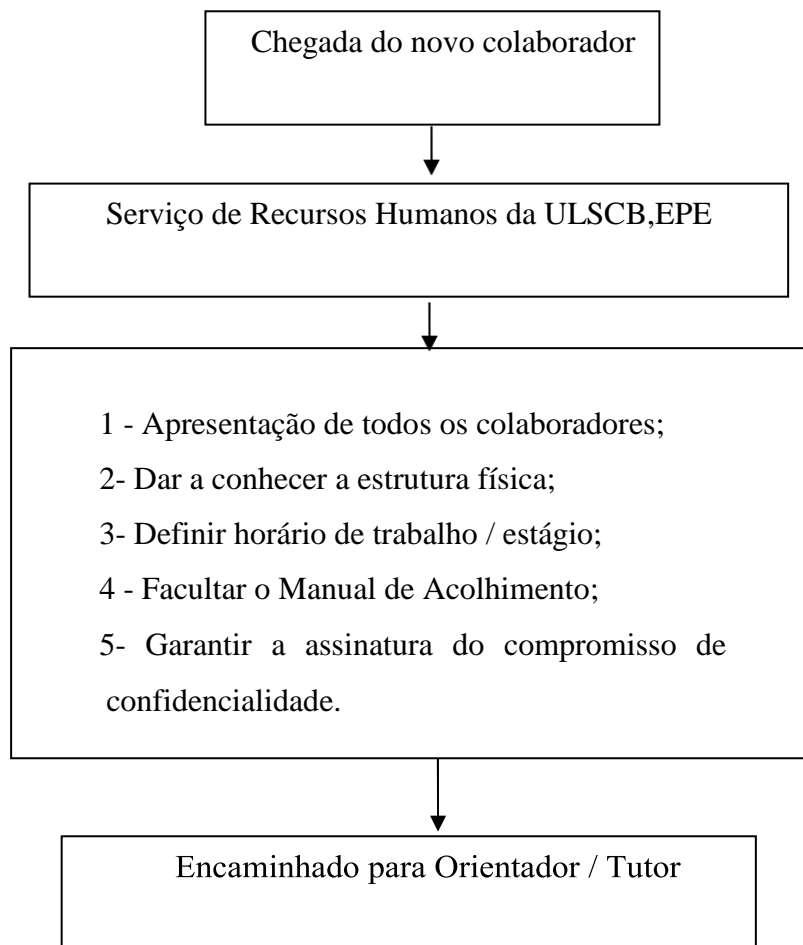 Chegada do novo colaborador
Serviço de Recursos Humanos da ULSCB,EPE
1 - Apresentação de todos os colaboradores;
2- Dar a conhecer a estrutura física;
3- Definir horário de trabalho / estágio;
4 - Facultar o Manual de Acolhimento;
5- Garantir a assinatura do compromisso de
confidencialidade.
Encaminhado para Orientador / Tutor